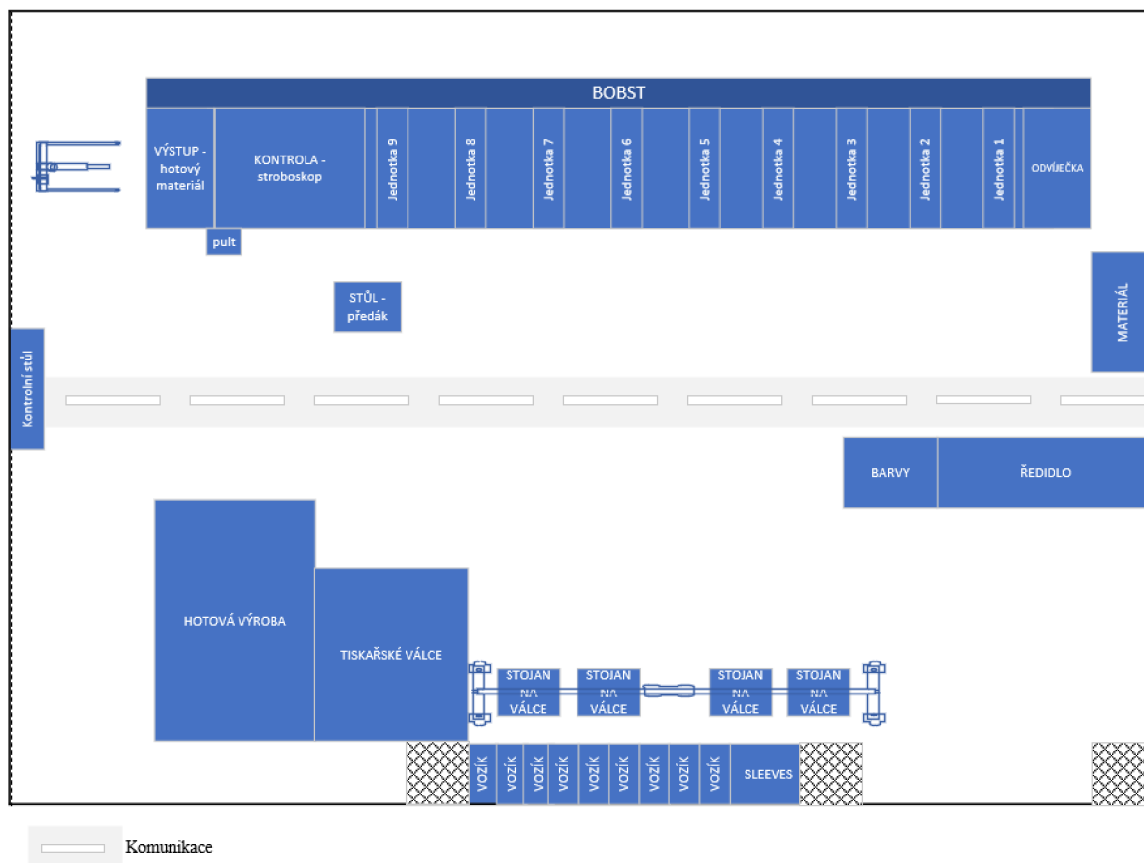 BOBST
VÝSTUP -
hotový
materiál
KONTROLA -
stroboskop
Jednotka 9
Jednotka 8
Jednotka 7
Jednotka 6
Jednotka 5
Jednotka 4
Jednotka 3
Jednotka 2
Jednotka 1
ODVÍJEČKA
pult
STŮL -
předák
MATERIÁL
Kontrolní stůl
BARVY
ŘEDIDLO
HOTOVÁ VÝROBA
TISKAŘSKÉ VÁLCE
STOJAN
NA
VÁLCE
STOJAN
NA
VÁLCE
STOJAN
NA
VÁLCE
STOJAN
NA
VÁLCE
VOZÍK
VOZÍK
VOZÍK
VOZÍK
VOZÍK
VOZÍK
VOZÍK
VOZÍK
VOZÍK
SLEEVES
Komunikace